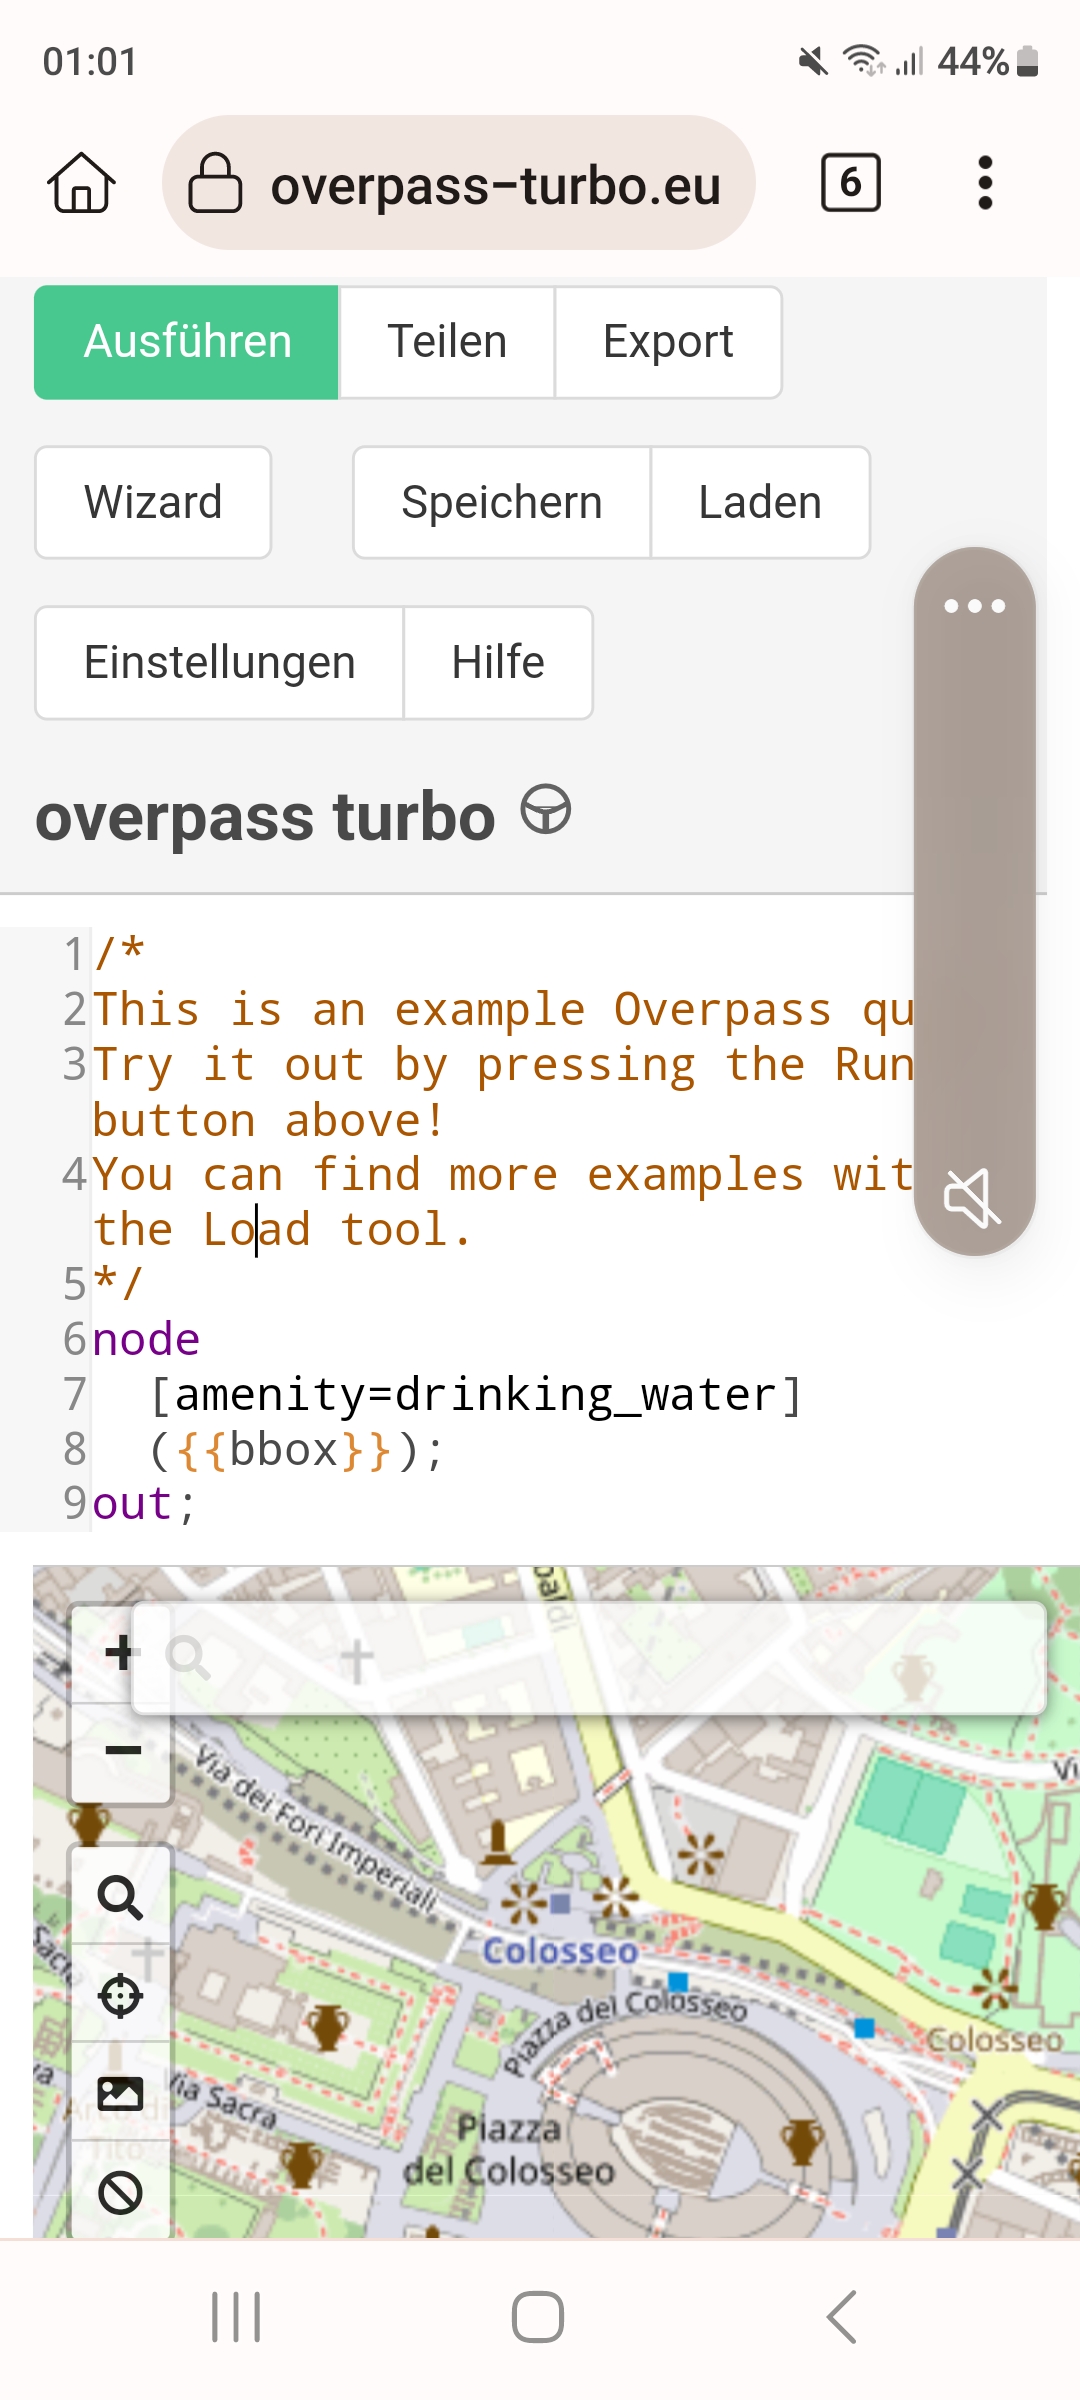 01:01
44%
overpass-turbo.eu
6
Ausführen
Teilen
Export
Wizard
Speichern
Laden
Einstellungen
Hilfe
overpass turbo
1 /*
2 This is an example Overpass qu
3 Try it out by pressing the Run
button above!
4 You can find more examples wit
the Load tool.
5 */
6 node
7 [amenity=drinking_water]
8 ({{bbox}});
9 out;
+
−
Via dei Fori Imperiali
Colosseo
Piazza del Colosseo
Colosseo
Via Sacra
Piazza
del Colosseo